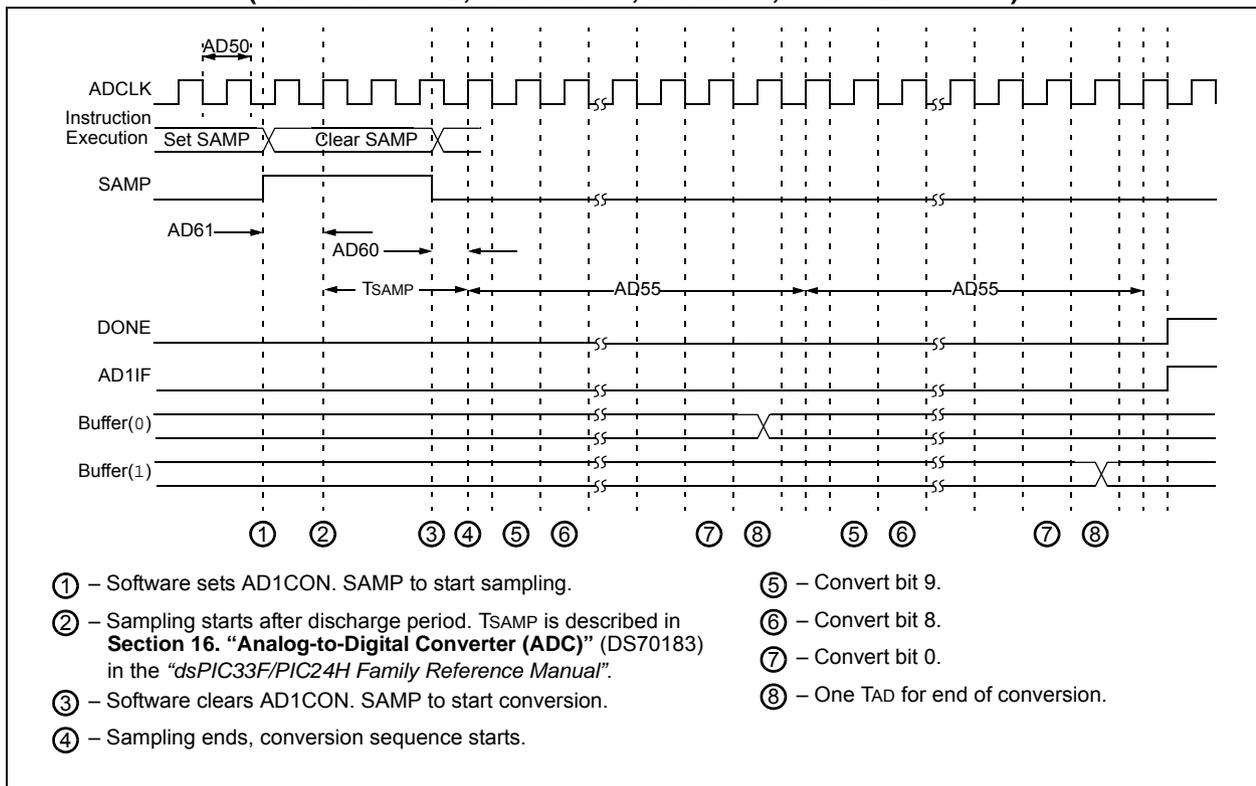 AD50
ADCLK
Instruction
Execution
Set SAMP
Clear SAMP
SAMP
AD61
AD60
TSAMP
AD55
AD55
DONE
AD1IF
Buffer(0)
Buffer(1)
1 2 3 4 5 6 7 8 5 6 7 8
1 – Software sets AD1CON. SAMP to start sampling.
2 – Sampling starts after discharge period. TSAMP is described in
Section 16. “Analog-to-Digital Converter (ADC)” (DS70183)
in the “dsPIC33F/PIC24H Family Reference Manual”.
3 – Software clears AD1CON. SAMP to start conversion.
4 – Sampling ends, conversion sequence starts.
5 – Convert bit 9.
6 – Convert bit 8.
7 – Convert bit 0.
8 – One TAD for end of conversion.